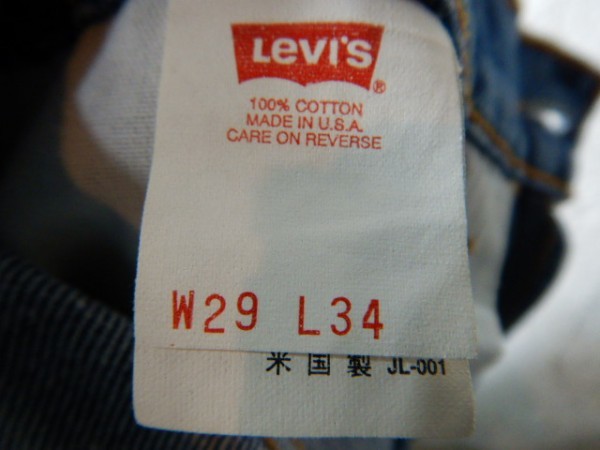 LEVI'S ®
100% COTTON
MADE IN U.S.A.
CARE ON REVERSE
W29 L34
米国製 JL-001